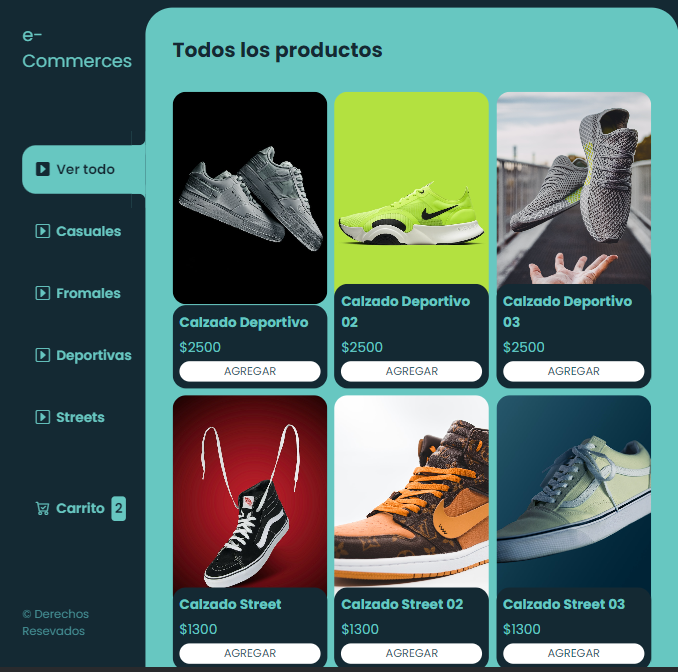 e-
Commerces
Ver todo
Casuales
Fromales
Deportivas
Streets
Carrito 2
© Derechos
Resevados
Todos los productos
Calzado Deportivo
$2500
AGREGAR
Calzado Deportivo
02
$2500
AGREGAR
Calzado Deportivo
03
$2500
AGREGAR
Calzado Street
$1300
AGREGAR
Calzado Street 02
$1300
AGREGAR
Calzado Street 03
$1300
AGREGAR